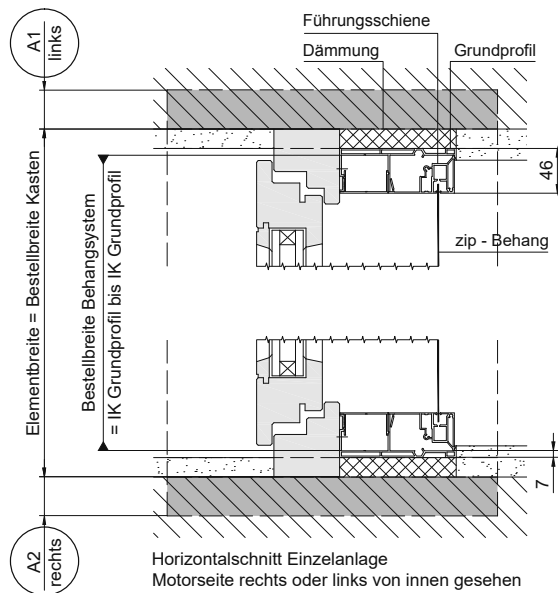 A1
links
Führungsschiene
Dämmung
Grundprofil
46
zip - Behang
Elementbreite = Bestellbreite Kasten
Bestellbreite Behangsystem
= IK Grundprofil bis IK Grundprofil
7
A2
rechts
Horizontalschnitt Einzelanlage
Motorseite rechts oder links von innen gesehen